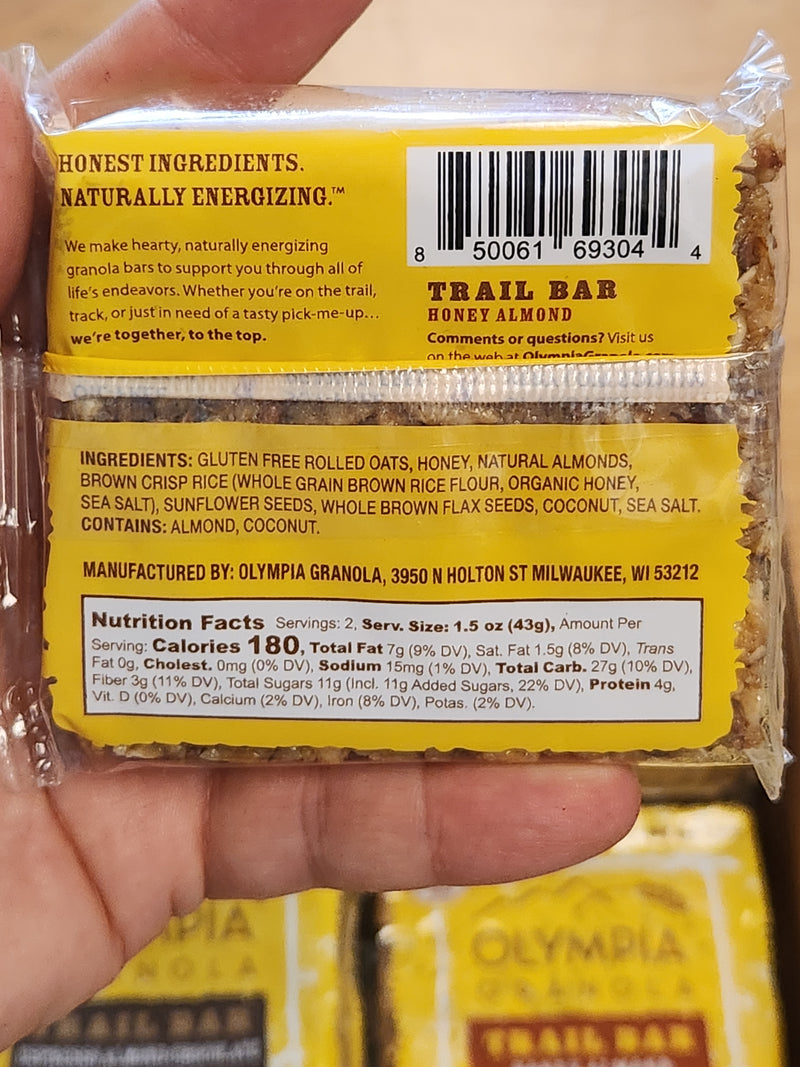 HONEST INGREDIENTS.
NATURALLY ENERGIZING.™
We make hearty, naturally energizing
granola bars to support you through all of
life's endeavors. Whether you're on the trail,
track, or just in need of a tasty pick-me-up...
we're together, to the top.
8 50061 69304 4
TRAIL BAR
HONEY ALMOND
Comments or questions? Visit us
on the web at OlympiaGranola.com
INGREDIENTS: GLUTEN FREE ROLLED OATS, HONEY, NATURAL ALMONDS,
BROWN CRISP RICE (WHOLE GRAIN BROWN RICE FLOUR, ORGANIC HONEY,
SEA SALT), SUNFLOWER SEEDS, WHOLE BROWN FLAX SEEDS, COCONUT, SEA SALT.
CONTAINS: ALMOND, COCONUT.
MANUFACTURED BY: OLYMPIA GRANOLA, 3950 N HOLTON ST MILWAUKEE, WI 53212
Nutrition Facts Servings: 2, Serv. Size: 1.5 oz (43g), Amount Per
Serving: Calories 180, Total Fat 7g (9% DV), Sat. Fat 1.5g (8% DV), Trans
Fat 0g, Cholest. 0mg (0% DV), Sodium 15mg (1% DV), Total Carb. 27g (10% DV),
Fiber 3g (11% DV), Total Sugars 11g (Incl. 11g Added Sugars, 22% DV), Protein 4g,
Vit. D (0% DV), Calcium (2% DV), Iron (8% DV), Potas. (2% DV).
PIA
NOLA
TRAIL BAR
OLYMPIA
GRANOLA
TRAIL BAR